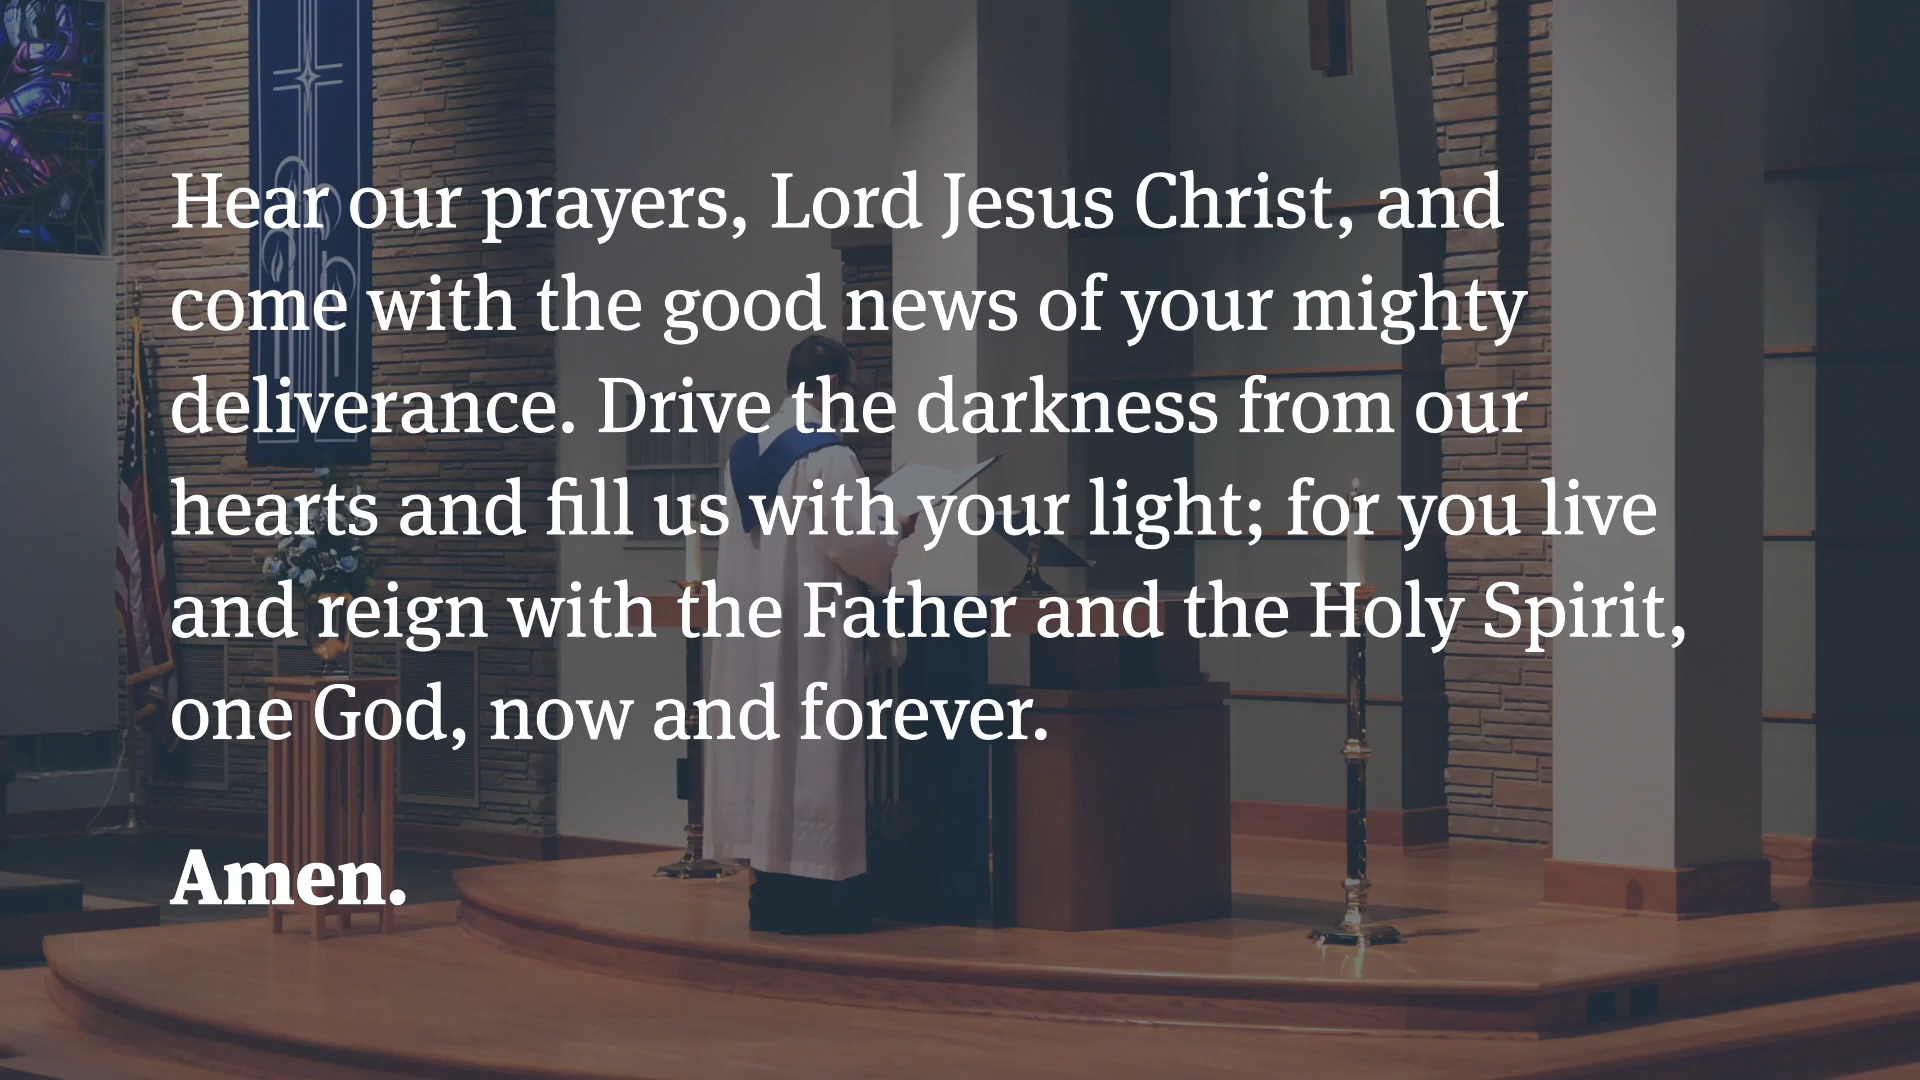 Hear our prayers, Lord Jesus Christ, and
come with the good news of your mighty
deliverance. Drive the darkness from our
hearts and fill us with your light; for you live
and reign with the Father and the Holy Spirit,
one God, now and forever.
Amen.